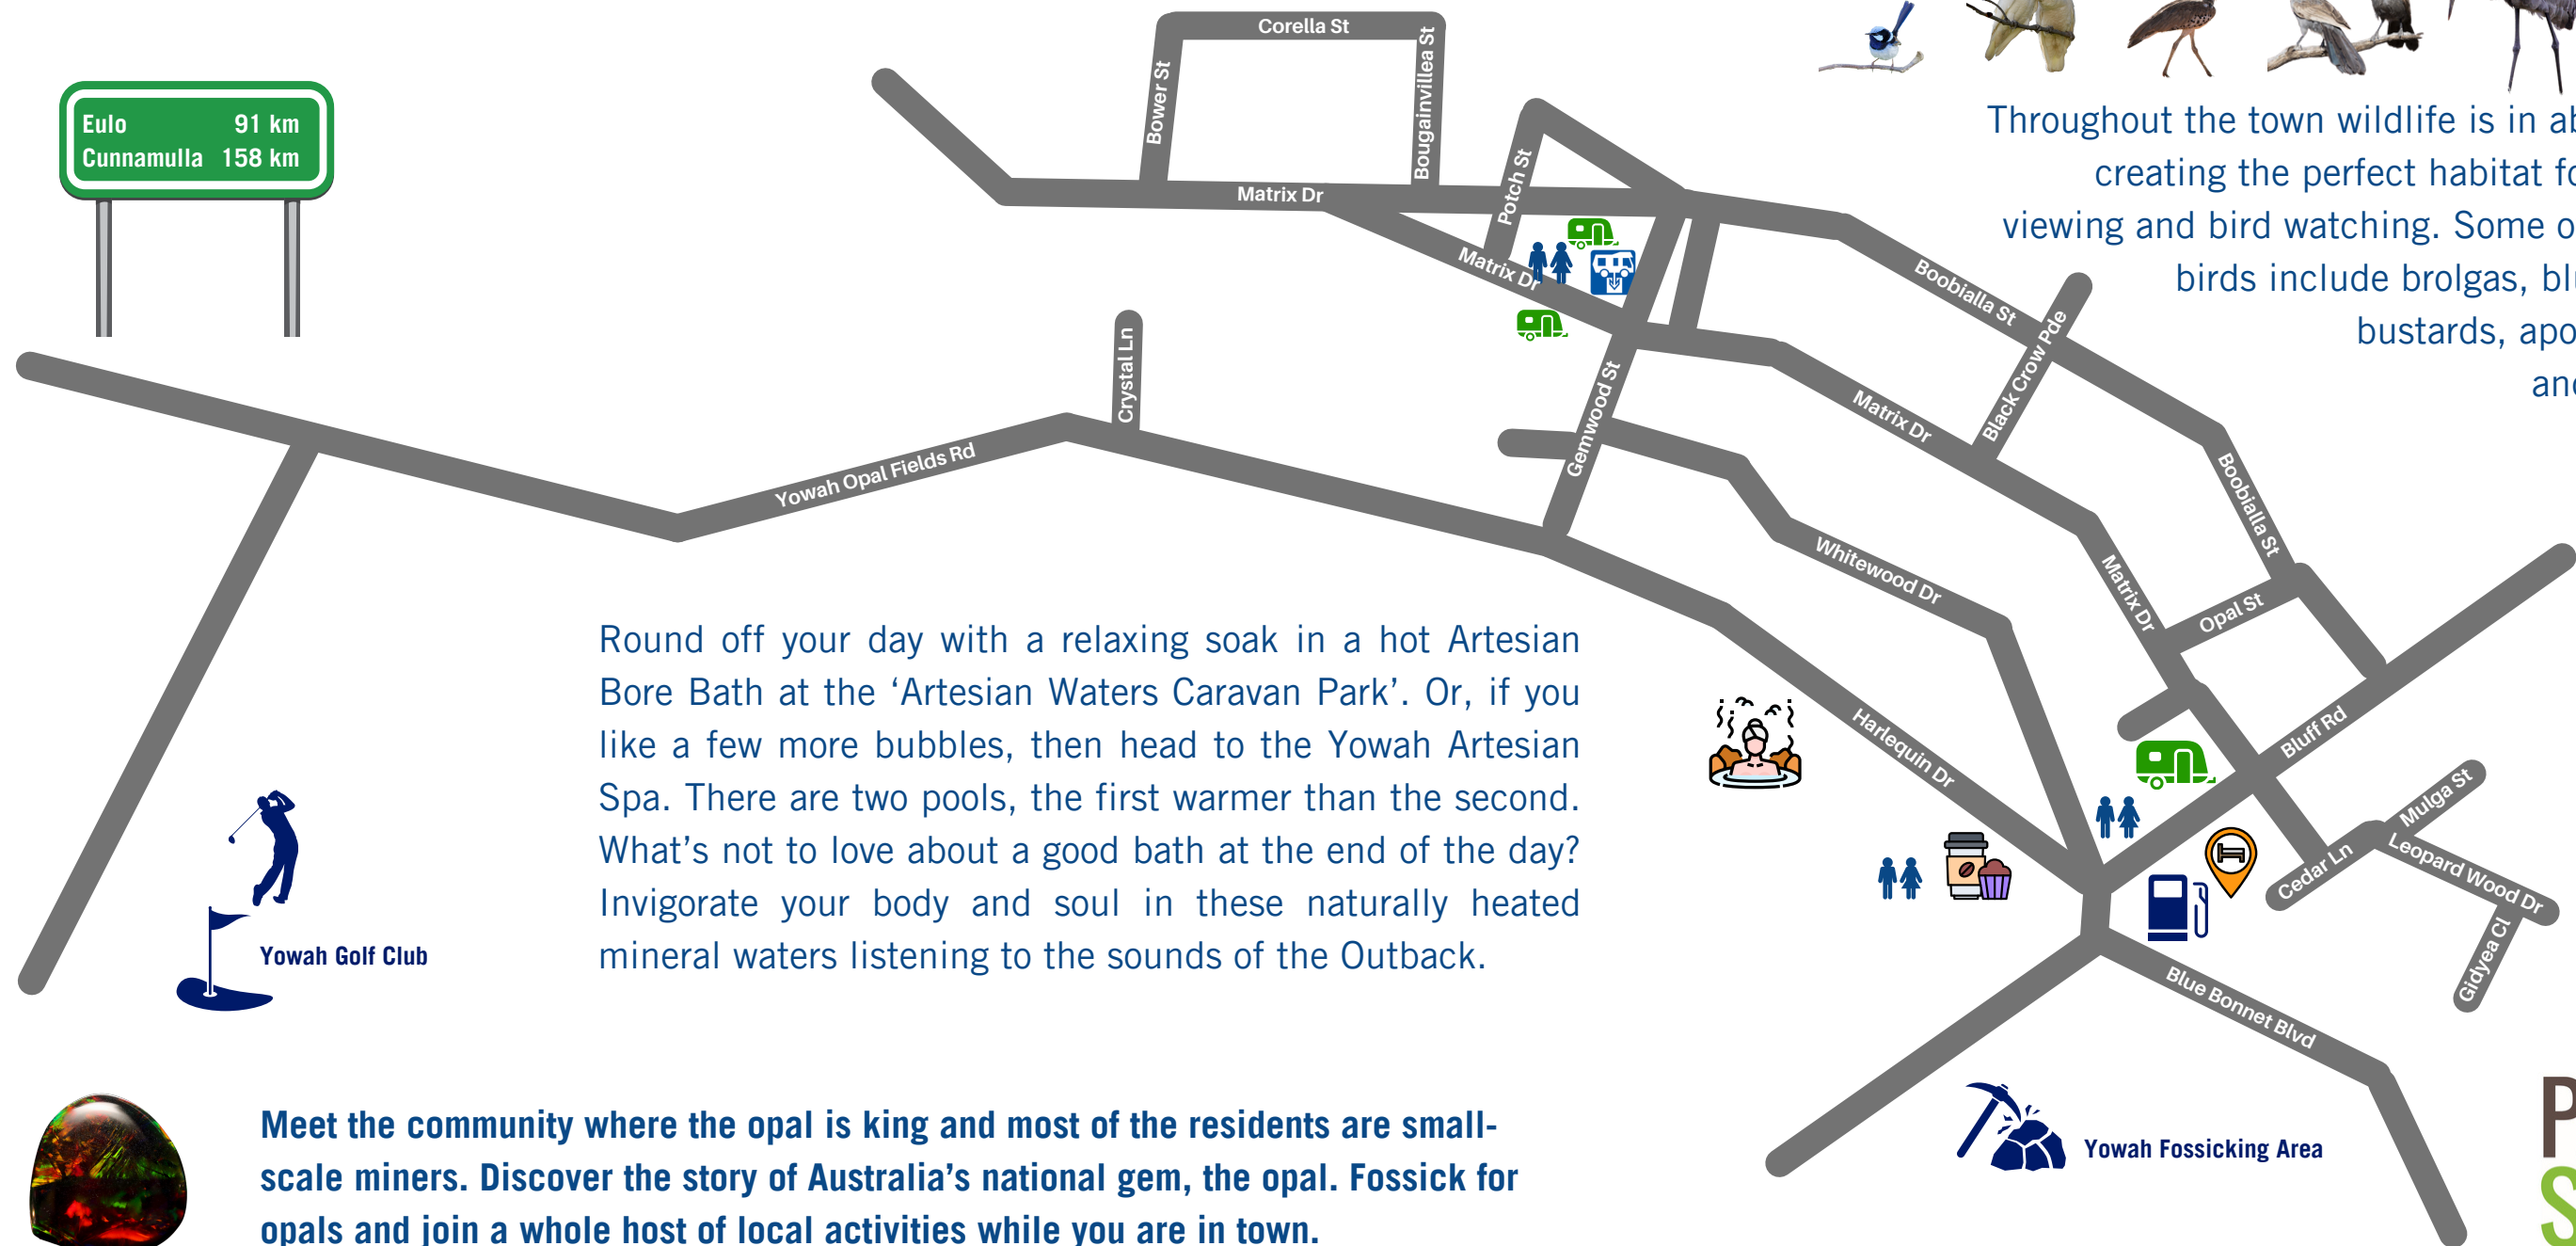 Corella St
Bower St
Bougainvillea St
Eulo 91 km
Cunnamulla 158 km
Throughout the town wildlife is in
creating the perfect habitat
viewing and bird watching. Some
birds include brolgas,
bustards,
Potch St
Matrix Dr
Matrix Dr
Boobialla St
Black Crow Pde
Crystal Ln
Gemwood St
Matrix Dr
Yowah Opal Fields Rd
Boobialla St
Whitewood Dr
Matrix Dr
Opal St
Round off your day with a relaxing soak in a hot Artesian
Bore Bath at the ‘Artesian Waters Caravan Park’. Or, if you
like a few more bubbles, then head to the Yowah Artesian
Spa. There are two pools, the first warmer than the second.
What’s not to love about a good bath at the end of the day?
Invigorate your body and soul in these naturally heated
mineral waters listening to the sounds of the Outback.
Harlequin Dr
Bluff Rd
Mulga St
Cedar Ln
Leopard Wood Dr
Gidyea Cl
Yowah Golf Club
Blue Bonnet Blvd
Yowah Fossicking Area
Meet the community where the opal is king and most of the residents are small-
scale miners. Discover the story of Australia’s national gem, the opal. Fossick for
opals and join a whole host of local activities while you are in town.